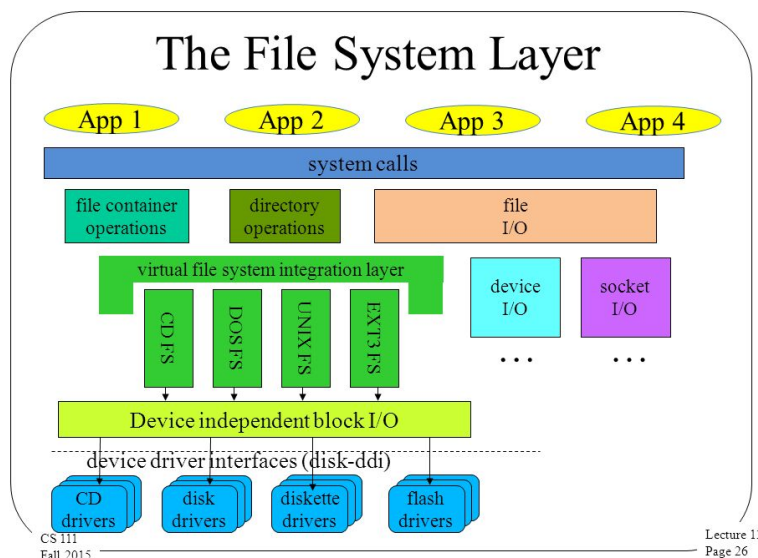 The File System Layer
App 1
App 2
App 3
App 4
system calls
file container
operations
directory
operations
file
I/O
virtual file system integration layer
device
I/O
socket
I/O
CD FS
DOS FS
UNIX FS
EXT3 FS
...
...
Device independent block I/O
device driver interfaces (disk-ddi)
CD
drivers
disk
drivers
diskette
drivers
flash
drivers
CS 111
Fall 2015
Page 26